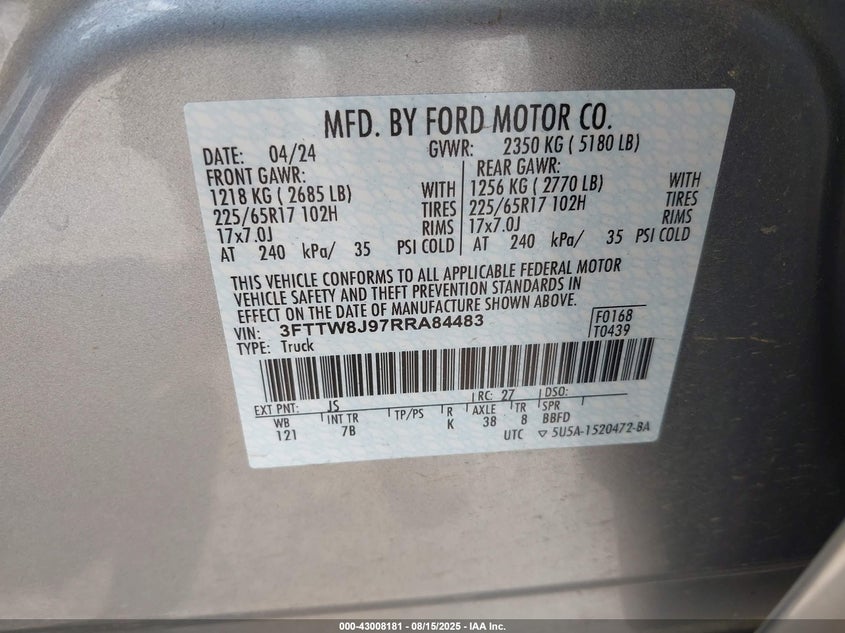 MFD. BY FORD MOTOR CO.
DATE: 04/24 GVWR: 2350 KG ( 5180 LB)
FRONT GAWR: REAR GAWR:
1218 KG ( 2685 LB) WITH 1256 KG ( 2770 LB) WITH
225/65R17 102H TIRES 225/65R17 102H TIRES
17x7.0J RIMS 17x7.0J RIMS
AT 240 kPa/ 35 PSI COLD AT 240 kPa/ 35 PSI COLD
THIS VEHICLE CONFORMS TO ALL APPLICABLE FEDERAL MOTOR
VEHICLE SAFETY AND THEFT PREVENTION STANDARDS IN
EFFECT ON THE DATE OF MANUFACTURE SHOWN ABOVE.
VIN: 3FTTW8J97RRA84483 F0168
TYPE: Truck T0439
EXT PNT: JS RC: 27 DSO:
WB INT TR TP/PS R AXLE TR SPR
121 7B K 38 8 BBFD
UTC 5U5A-1520472-BA
000-43008181 - 08/15/2025 - IAA Inc.